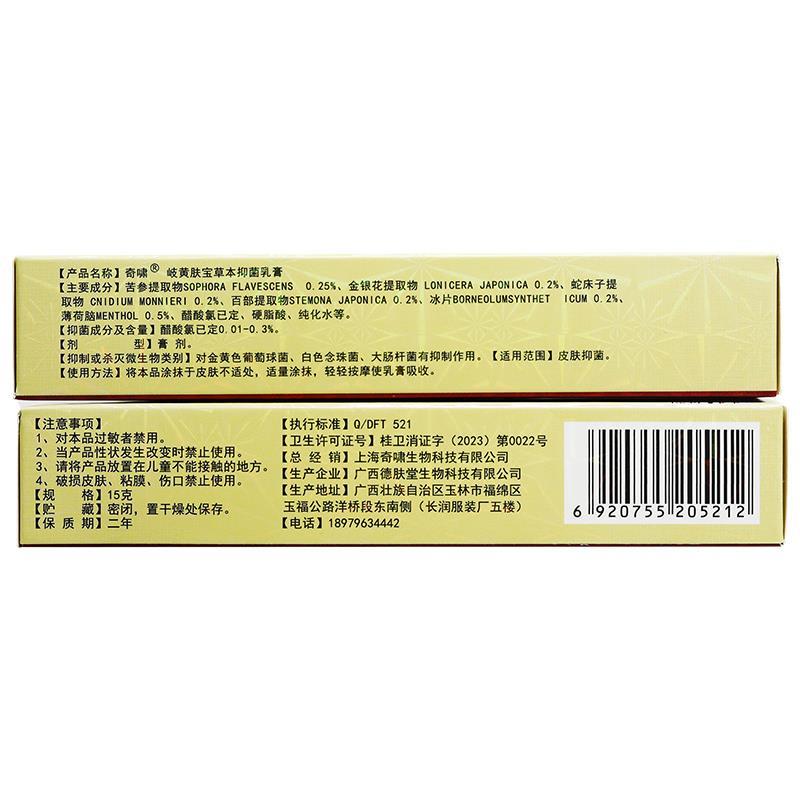 【产品名称】奇啸® 岐黄肤宝草本抑菌乳膏
【主要成分】苦参提取物SOPHORA FLAVESCENS 0.25%、金银花提取物 LONICERA JAPONICA 0.2%、蛇床子提
取物 CNIDIUM MONNIERI 0.2%、百部提取物STEMONA JAPONICA 0.2%、冰片BORNEOLUMSYNTHET ICUM 0.2%、
薄荷脑MENTHOL 0.5%、醋酸氯已定、硬脂酸、纯化水等。
【抑菌成分及含量】醋酸氯已定0.01-0.3%。
【剂 型】膏剂。
【抑制或杀灭微生物类别】对金黄色葡萄球菌、白色念珠菌、大肠杆菌有抑制作用。【适用范围】皮肤抑菌。
【使用方法】将本品涂抹于皮肤不适处，适量涂抹，轻轻按摩使乳膏吸收。
【注意事项】
1、对本品过敏者禁用。
2、当产品性状发生改变时禁止使用。
3、请将产品放置在儿童不能接触的地方。
4、破损皮肤、粘膜、伤口禁止使用。
【规 格】15克
【贮 藏】密闭，置干燥处保存。
【保 质 期】二年
【执行标准】Q/DFT 521
【卫生许可证号】桂卫消证字（2023）第0022号
【总 经 销】上海奇啸生物科技有限公司
【生产企业】广西德肤堂生物科技有限公司
【生产地址】广西壮族自治区玉林市福绵区
玉福公路洋桥段东南侧（长润服装厂五楼）
【电话】18979634442
6 920755 205212